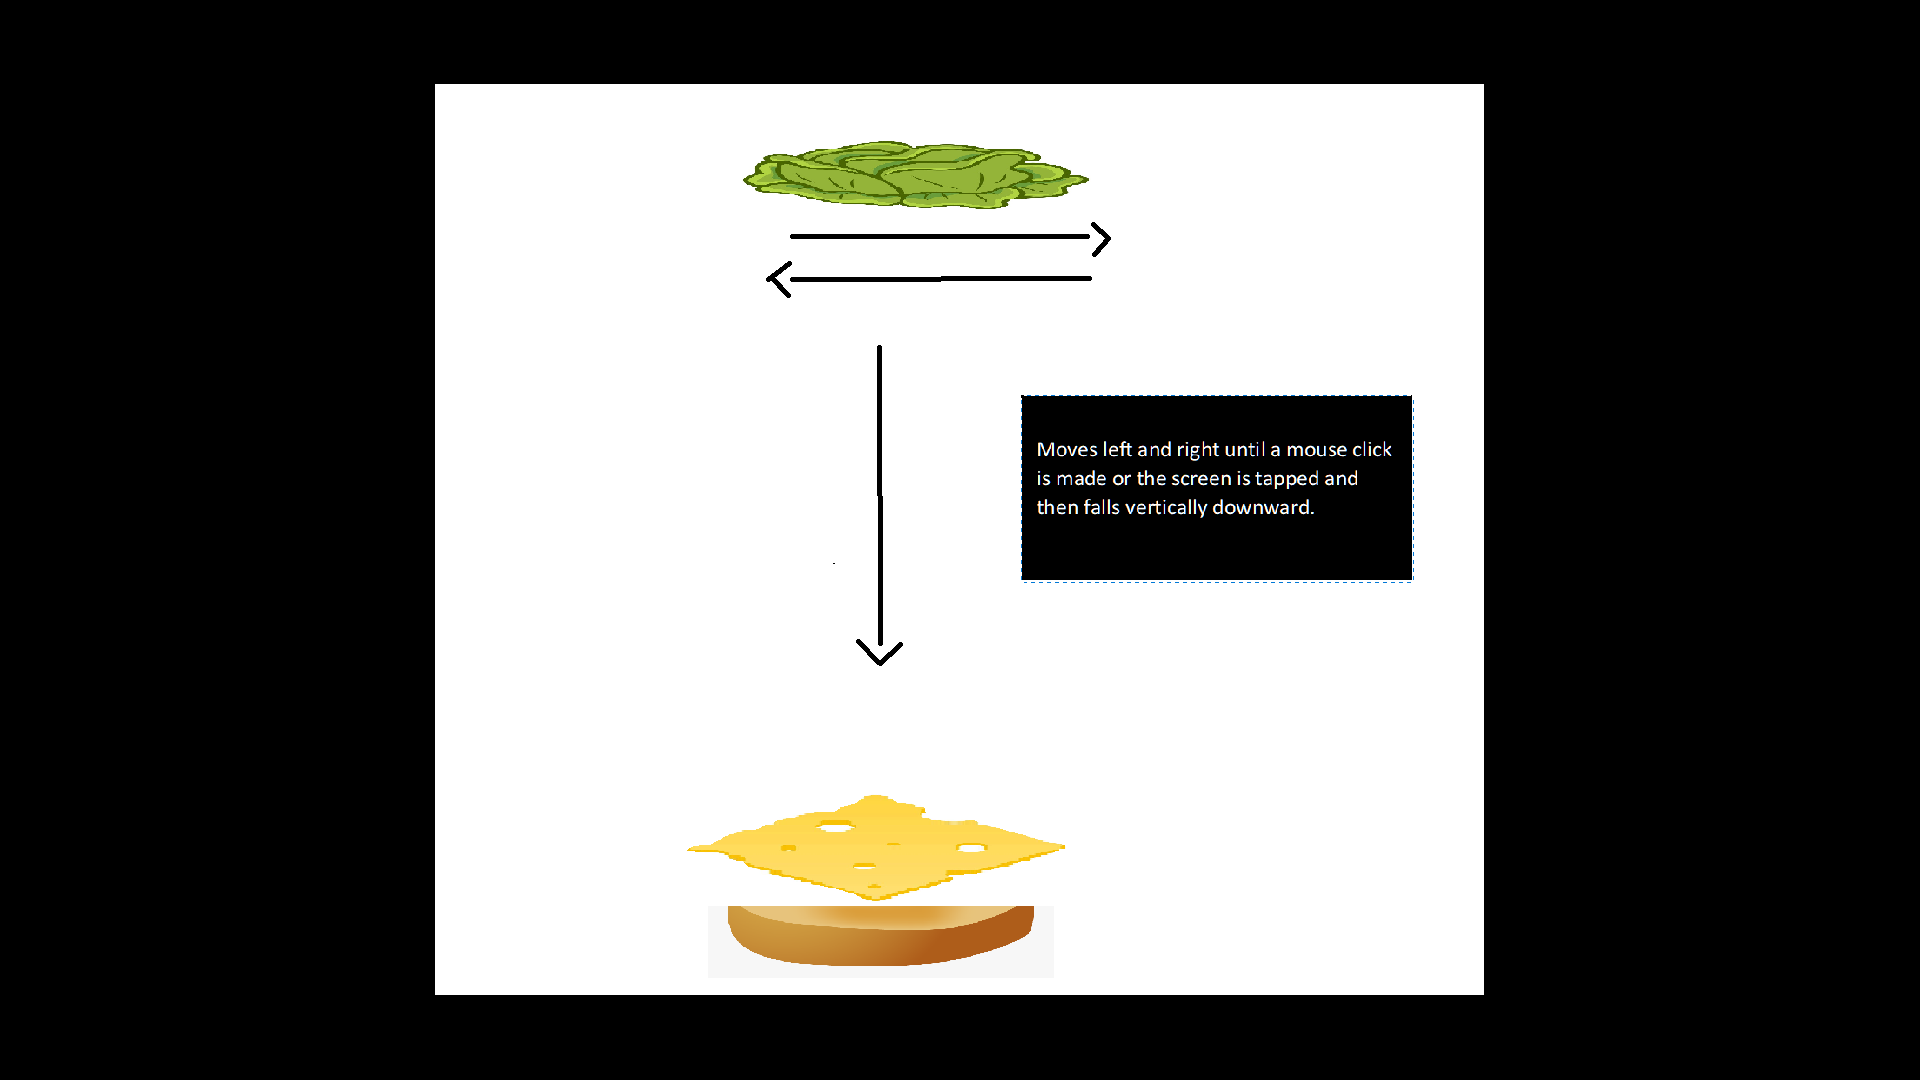 Moves left and right until a mouse click
is made or the screen is tapped and
then falls vertically downward.